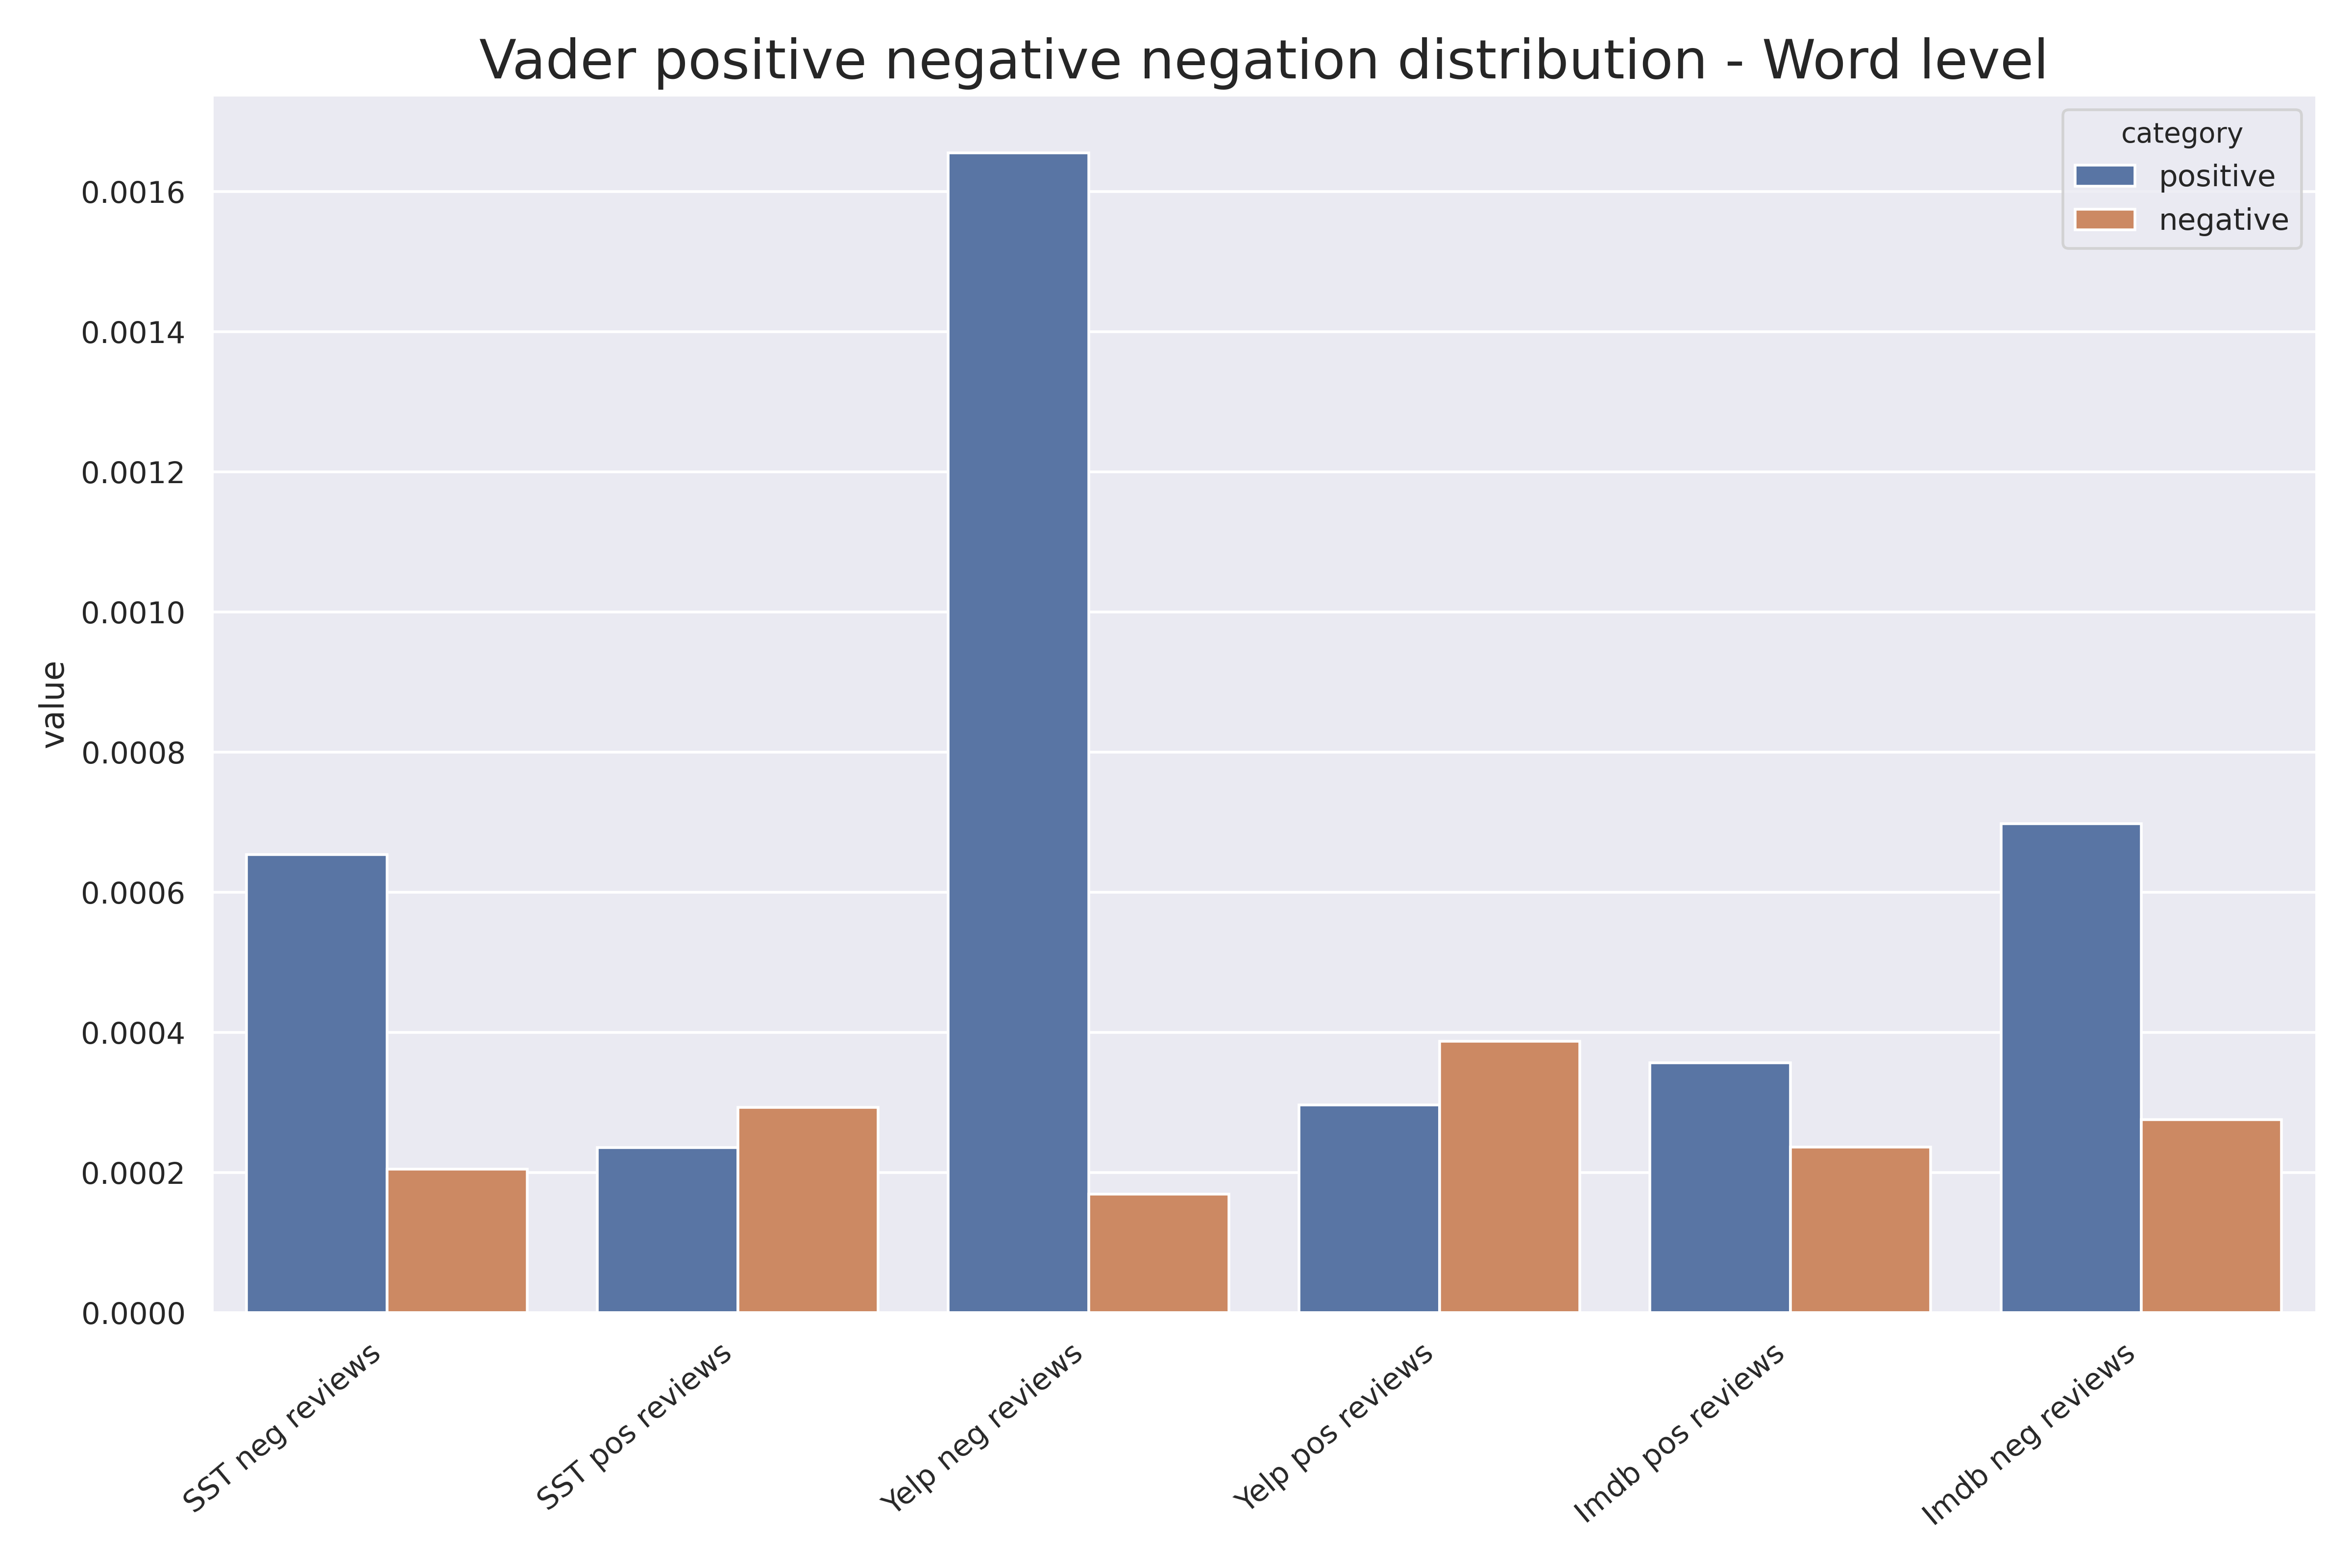 Vader positive negative negation distribution - Word level
category
positive
negative
0.0016
0.0014
0.0012
0.0010
0.0008
0.0006
0.0004
0.0002
0.0000
value
SST neg reviews
SST pos reviews
Yelp neg reviews
Yelp pos reviews
Imdb pos reviews
Imdb neg reviews